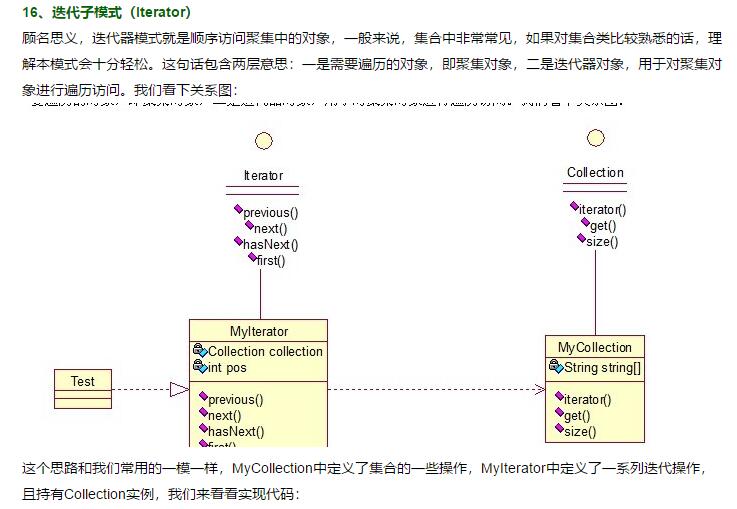 16、迭代子模式（Iterator）
顾名思义，迭代器模式就是顺序访问聚集中的对象，一般来说，集合中非常常见，如果对集合类比较熟悉的话，理
解本模式会十分轻松。这句话包含两层意思：一是需要遍历的对象，即聚集对象，二是迭代器对象，用于对聚集对
象进行遍历访问。我们看下关系图：
Iterator
previous()
next()
hasNext()
first()
Collection
iterator()
get()
size()
MyIterator
Collection collection
int pos
previous()
next()
hasNext()
first()
Test
MyCollection
String string[]
iterator()
get()
size()
这个思路和我们常用的一模一样，MyCollection中定义了集合的一些操作，MyIterator中定义了一系列迭代操作，
且持有Collection实例，我们来看看实现代码：